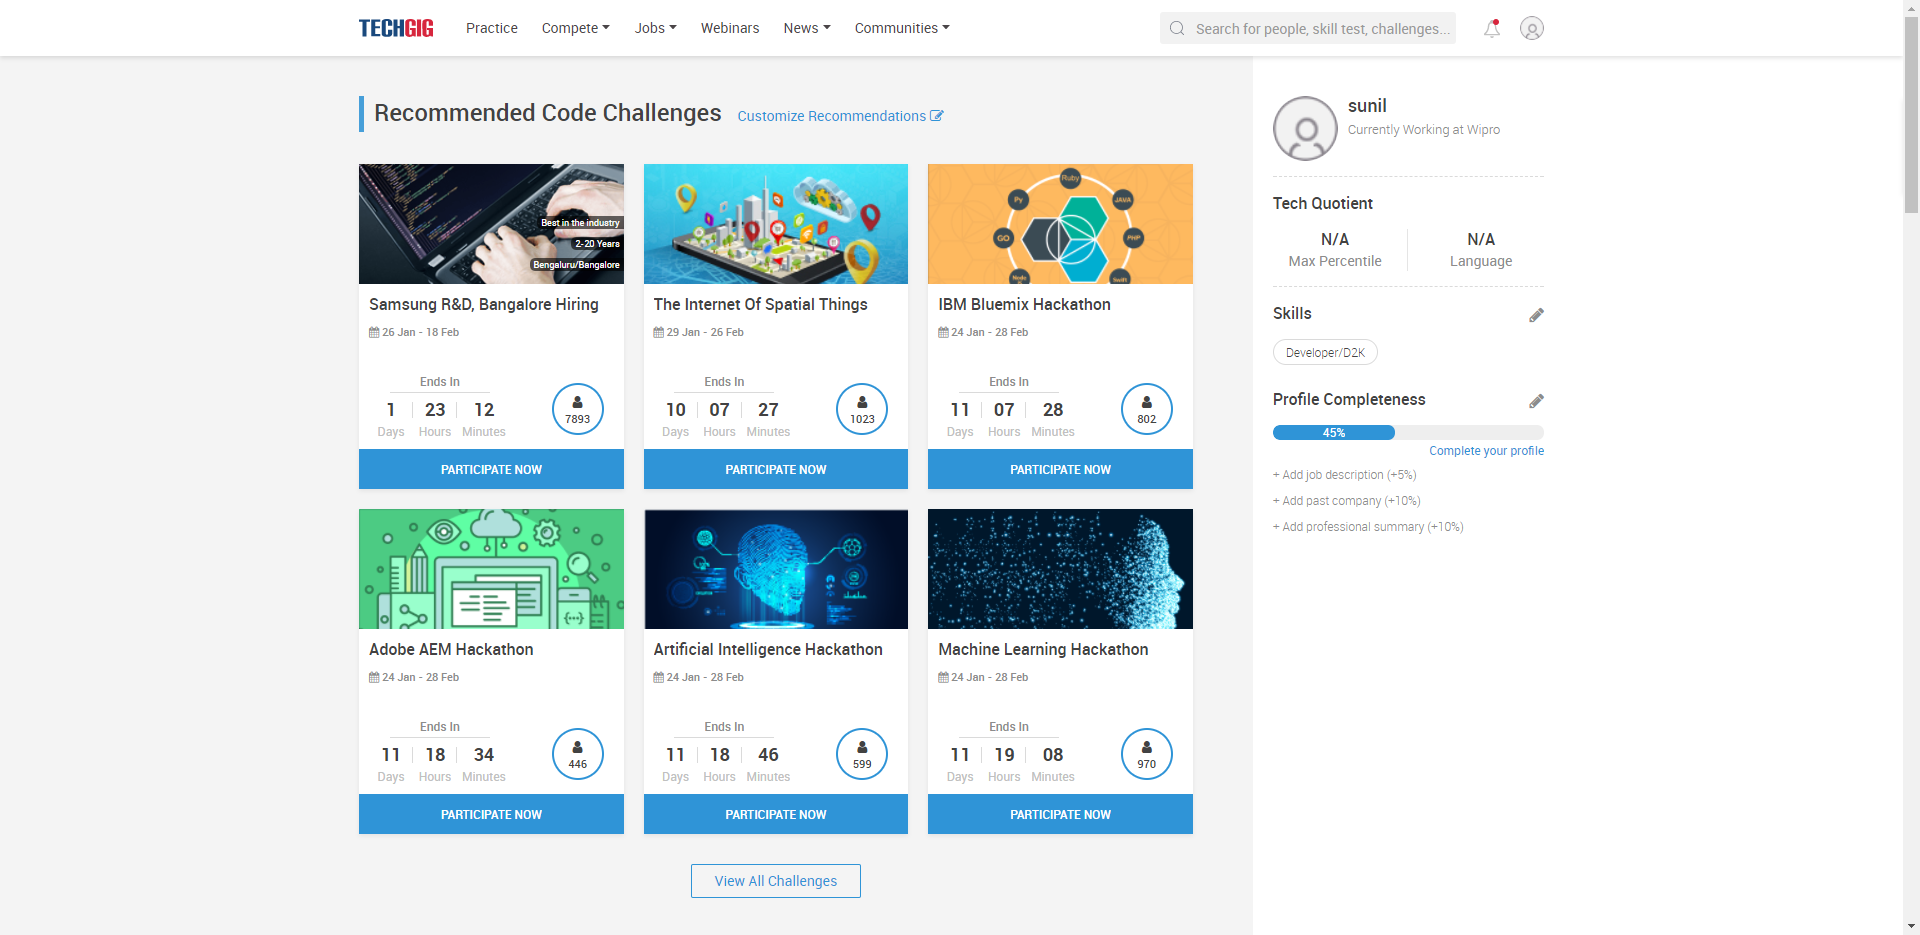 TECHGIG
Practice
Compete
Jobs
Webinars
News
Communities
Search for people, skill test, challenges...
Recommended Code Challenges
Customize Recommendations
Best in the industry
2-20 Years
Bengaluru/Bangalore
Samsung R&D, Bangalore Hiring
26 Jan - 18 Feb
Ends In
1 23 12
Days Hours Minutes
7893
PARTICIPATE NOW
The Internet Of Spatial Things
29 Jan - 26 Feb
Ends In
10 07 27
Days Hours Minutes
1023
PARTICIPATE NOW
Ruby
Py
JAVA
GO
PHP
Node
Swift
IBM Bluemix Hackathon
24 Jan - 28 Feb
Ends In
11 07 28
Days Hours Minutes
802
PARTICIPATE NOW
Adobe AEM Hackathon
24 Jan - 28 Feb
Ends In
11 18 34
Days Hours Minutes
446
PARTICIPATE NOW
Artificial Intelligence Hackathon
24 Jan - 28 Feb
Ends In
11 18 46
Days Hours Minutes
599
PARTICIPATE NOW
Machine Learning Hackathon
24 Jan - 28 Feb
Ends In
11 19 08
Days Hours Minutes
970
PARTICIPATE NOW
View All Challenges
sunil
Currently Working at Wipro
Tech Quotient
N/A
Max Percentile
N/A
Language
Skills
Developer/D2K
Profile Completeness
45%
Complete your profile
+ Add job description (+5%)
+ Add past company (+10%)
+ Add professional summary (+10%)